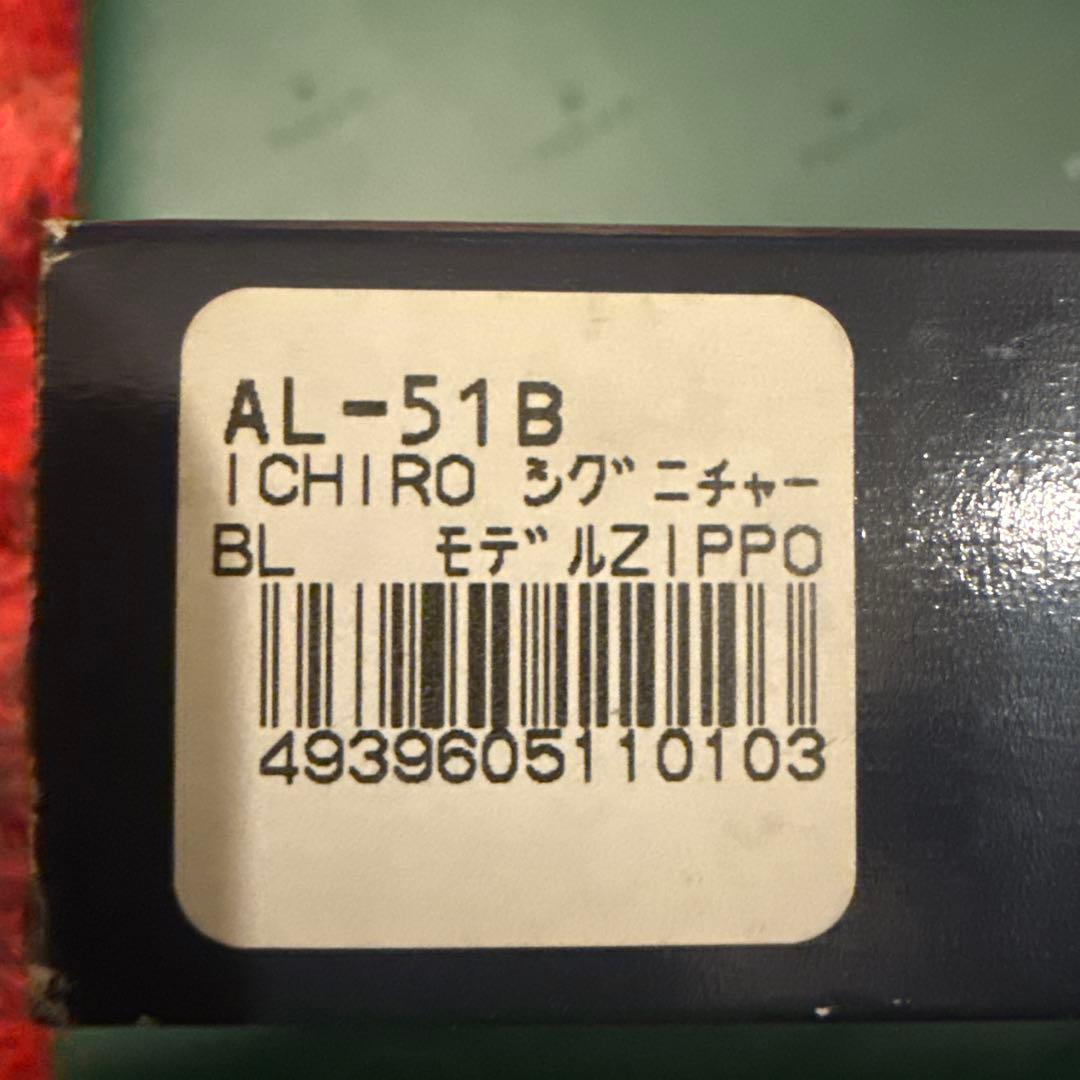 AL-51B
ICHIRO ｼｸﾞﾆﾁｬｰ
BL ﾓﾃﾞﾙZIPPO
4939605110103